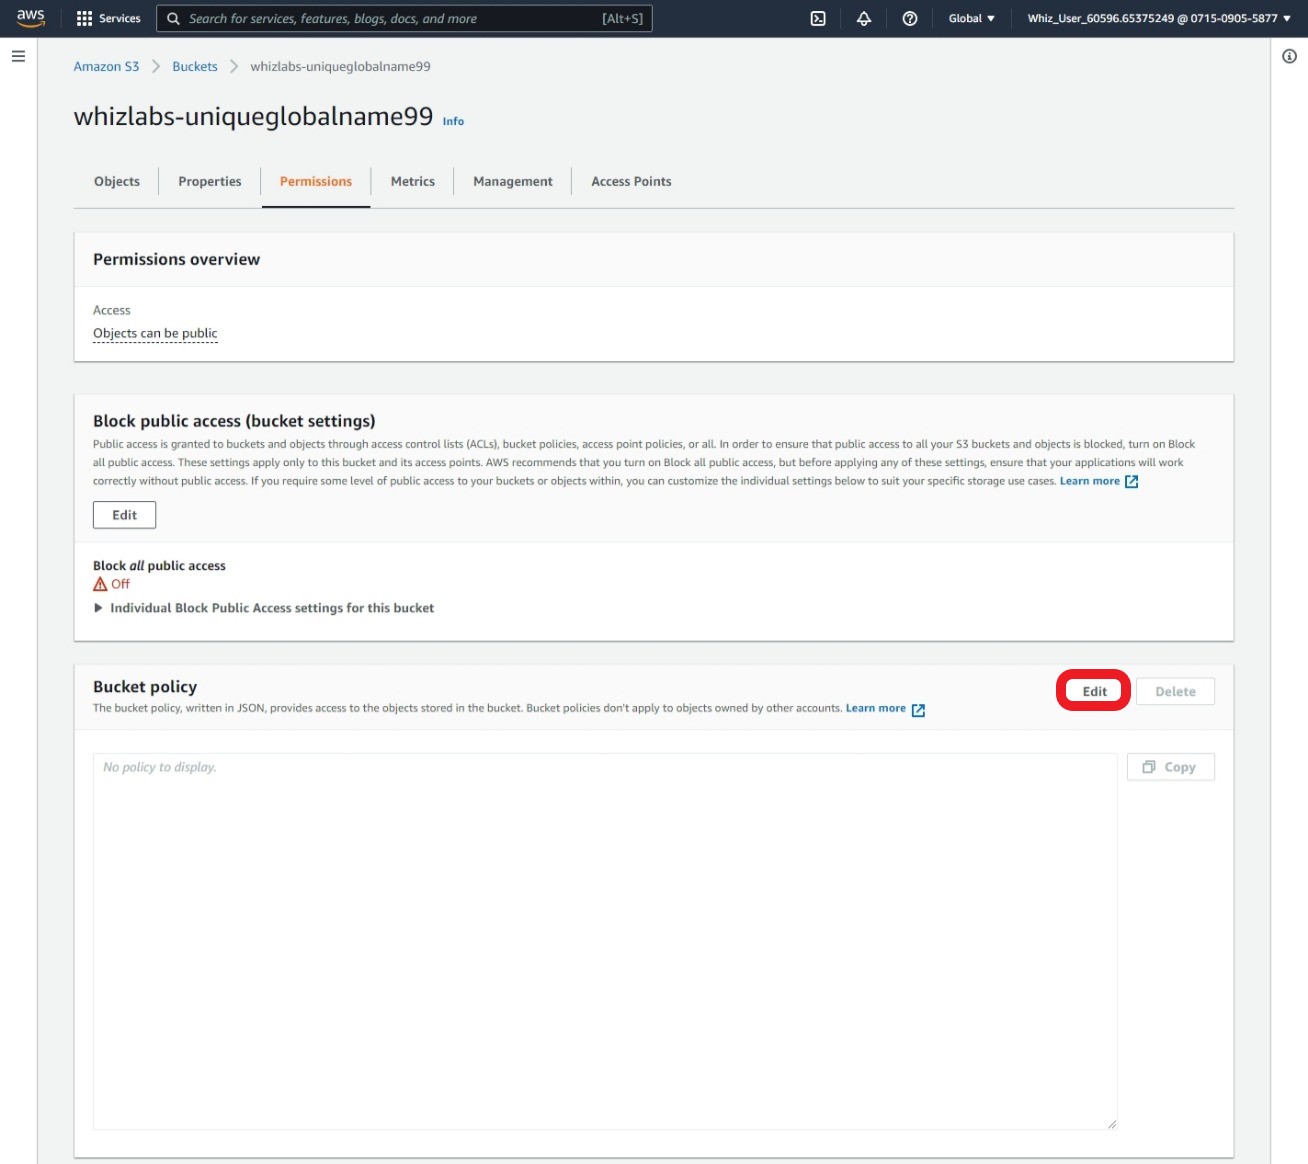 aws Services Search for services, features, blogs, docs, and more [Alt+S] Global ▼ Whiz_User_60596.65375249 @ 0715-0905-5877 ▼
Amazon S3 > Buckets > whizlabs-uniqueglobalname99
whizlabs-uniqueglobalname99 Info
Objects Properties Permissions Metrics Management Access Points
Permissions overview
Access
Objects can be public
Block public access (bucket settings)
Public access is granted to buckets and objects through access control lists (ACLs), bucket policies, access point policies, or all. In order to ensure that public access to all your S3 buckets and objects is blocked, turn on Block
all public access. These settings apply only to this bucket and its access points. AWS recommends that you turn on Block all public access, but before applying any of these settings, ensure that your applications will work
correctly without public access. If you require some level of public access to your buckets or objects within, you can customize the individual settings below to suit your specific storage use cases. Learn more
Edit
Block all public access
Off
Individual Block Public Access settings for this bucket
Bucket policy Edit Delete
The bucket policy, written in JSON, provides access to the objects stored in the bucket. Bucket policies don't apply to objects owned by other accounts. Learn more
No policy to display. Copy